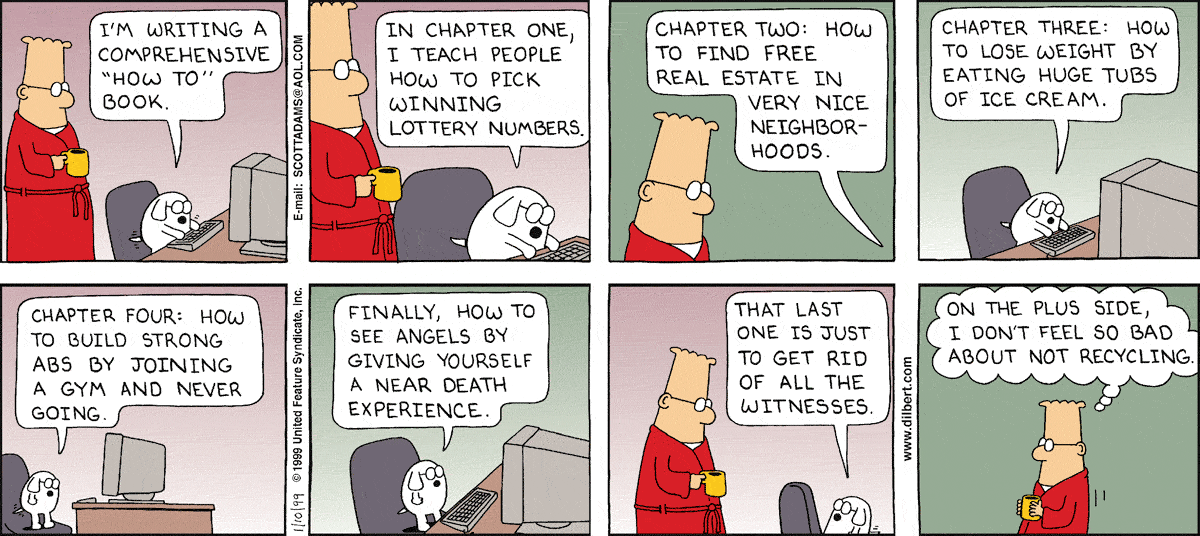 I'M WRITING A
COMPREHENSIVE
"HOW TO"
BOOK.
E-mail: SCOTTADAMS@AOL.COM
IN CHAPTER ONE,
I TEACH PEOPLE
HOW TO PICK
WINNING
LOTTERY NUMBERS.
CHAPTER TWO: HOW
TO FIND FREE
REAL ESTATE IN
VERY NICE
NEIGHBOR-
HOODS.
CHAPTER THREE: HOW
TO LOSE WEIGHT BY
EATING HUGE TUBS
OF ICE CREAM.
CHAPTER FOUR: HOW
TO BUILD STRONG
ABS BY JOINING
A GYM AND NEVER
GOING.
1/10/99 © 1999 United Feature Syndicate, Inc.
FINALLY, HOW TO
SEE ANGELS BY
GIVING YOURSELF
A NEAR DEATH
EXPERIENCE.
THAT LAST
ONE IS JUST
TO GET RID
OF ALL THE
WITNESSES.
www.dilbert.com
ON THE PLUS SIDE,
I DON'T FEEL SO BAD
ABOUT NOT RECYCLING.